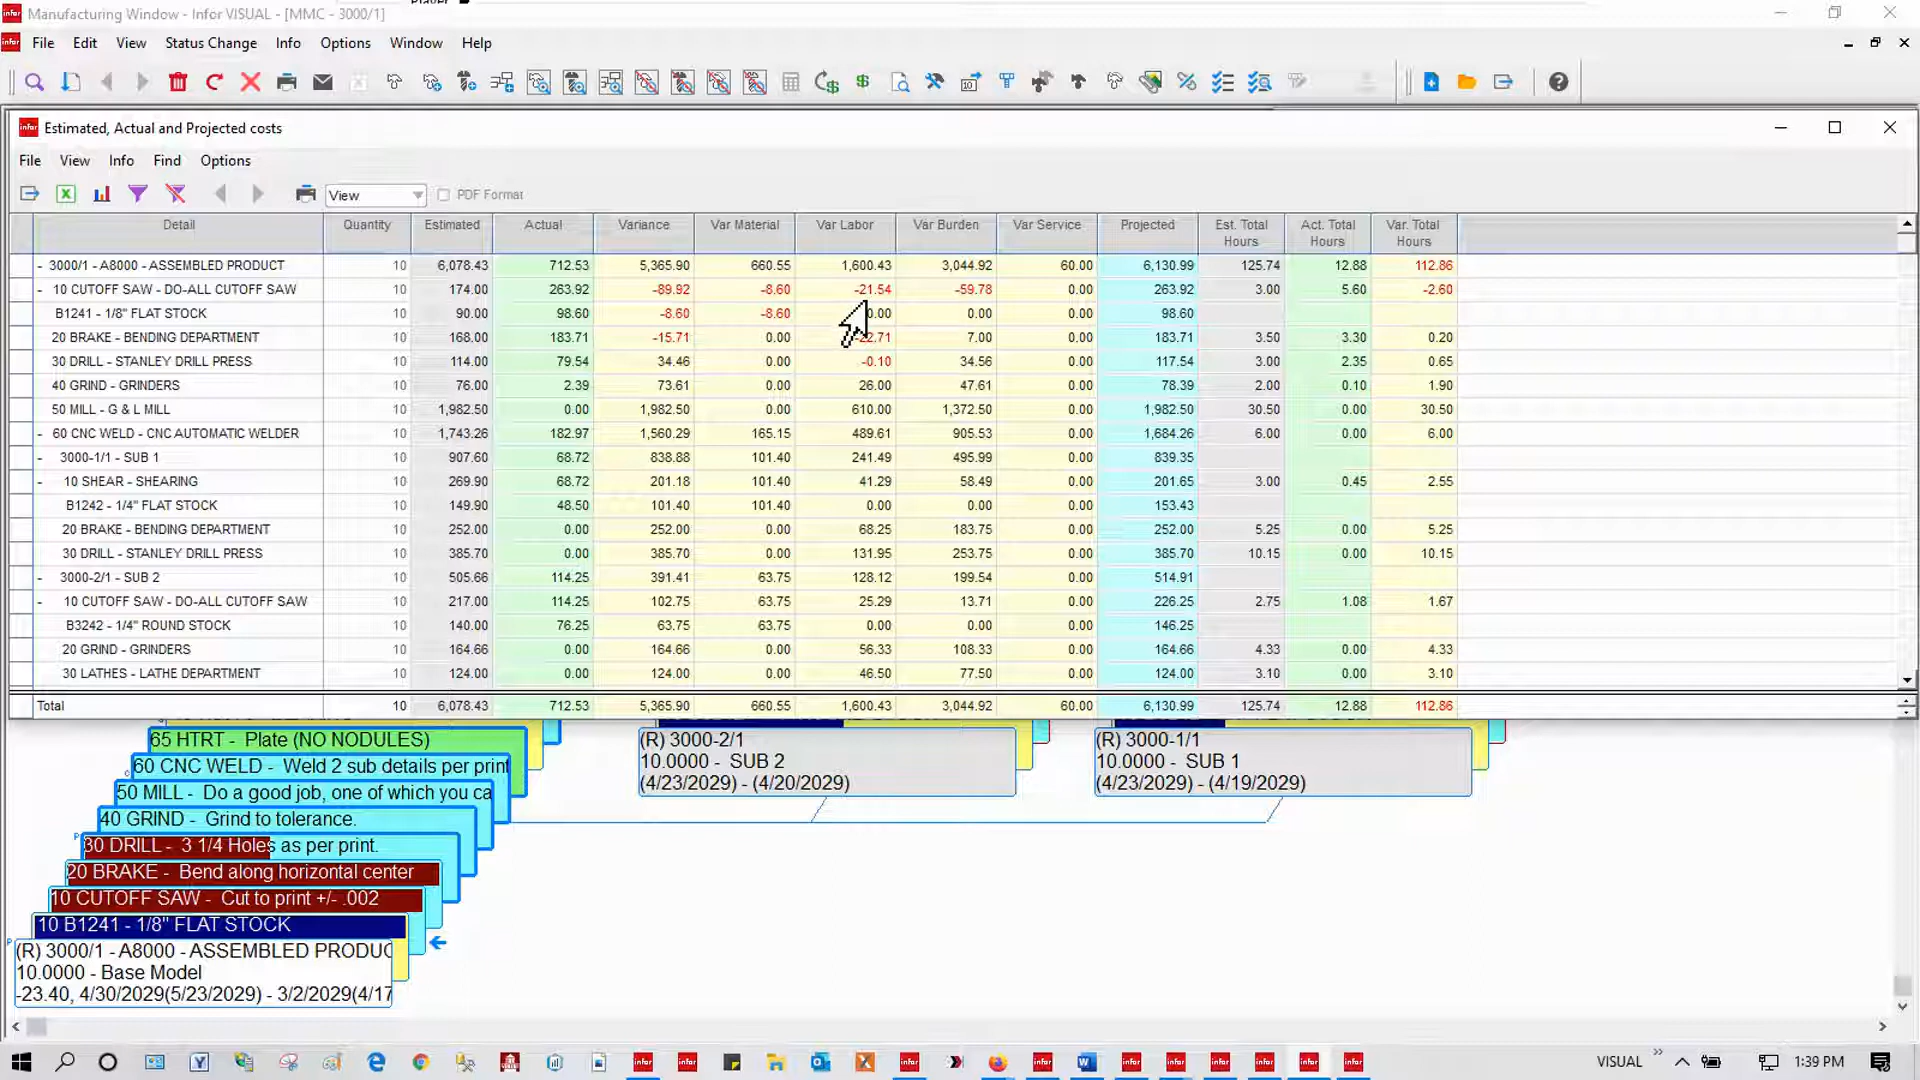 Manufacturing Window - Infor VISUAL - [MMC - 3000/1]
File Edit View Status Change Info Options Window Help
Estimated, Actual and Projected costs
File View Info Find Options
View PDF Format
Detail Quantity Estimated Actual Variance Var Material Var Labor Var Burden Var Service Projected Est. Total Hours Act. Total Hours Var. Total Hours
- 3000/1 - A8000 - ASSEMBLED PRODUCT 10 6,078.43 712.53 5,365.90 660.55 1,600.43 3,044.92 60.00 6,130.99 125.74 12.88 112.86
- 10 CUTOFF SAW - DO-ALL CUTOFF SAW 10 174.00 263.92 -89.92 -8.60 -21.54 -59.78 0.00 263.92 3.00 5.60 -2.60
B1241 - 1/8" FLAT STOCK 10 90.00 98.60 -8.60 -8.60 0.00 0.00 0.00 98.60
20 BRAKE - BENDING DEPARTMENT 10 168.00 183.71 -15.71 0.00 -22.71 7.00 0.00 183.71 3.50 3.30 0.20
30 DRILL - STANLEY DRILL PRESS 10 114.00 79.54 34.46 0.00 -0.10 34.56 0.00 117.54 3.00 2.35 0.65
40 GRIND - GRINDERS 10 76.00 2.39 73.61 0.00 26.00 47.61 0.00 78.39 2.00 0.10 1.90
50 MILL - G & L MILL 10 1,982.50 0.00 1,982.50 0.00 610.00 1,372.50 0.00 1,982.50 30.50 0.00 30.50
- 60 CNC WELD - CNC AUTOMATIC WELDER 10 1,743.26 182.97 1,560.29 165.15 489.61 905.53 0.00 1,684.26 6.00 0.00 6.00
- 3000-1/1 - SUB 1 10 907.60 68.72 838.88 101.40 241.49 495.99 0.00 839.35
- 10 SHEAR - SHEARING 10 269.90 68.72 201.18 101.40 41.29 58.49 0.00 201.65 3.00 0.45 2.55
B1242 - 1/4" FLAT STOCK 10 149.90 48.50 101.40 101.40 0.00 0.00 0.00 153.43
20 BRAKE - BENDING DEPARTMENT 10 252.00 0.00 252.00 0.00 68.25 183.75 0.00 252.00 5.25 0.00 5.25
30 DRILL - STANLEY DRILL PRESS 10 385.70 0.00 385.70 0.00 131.95 253.75 0.00 385.70 10.15 0.00 10.15
- 3000-2/1 - SUB 2 10 505.66 114.25 391.41 63.75 128.12 199.54 0.00 514.91
- 10 CUTOFF SAW - DO-ALL CUTOFF SAW 10 217.00 114.25 102.75 63.75 25.29 13.71 0.00 226.25 2.75 1.08 1.67
B3242 - 1/4" ROUND STOCK 10 140.00 76.25 63.75 63.75 0.00 0.00 0.00 146.25
20 GRIND - GRINDERS 10 164.66 0.00 164.66 0.00 56.33 108.33 0.00 164.66 4.33 0.00 4.33
30 LATHES - LATHE DEPARTMENT 10 124.00 0.00 124.00 0.00 46.50 77.50 0.00 124.00 3.10 0.00 3.10
Total 10 6,078.43 712.53 5,365.90 660.55 1,600.43 3,044.92 60.00 6,130.99 125.74 12.88 112.86
65 HTRT - Plate (NO NODULES)
60 CNC WELD - Weld 2 sub details per print
50 MILL - Do a good job, one of which you ca
40 GRIND - Grind to tolerance.
30 DRILL - 3 1/4 Holes as per print.
20 BRAKE - Bend along horizontal center
10 CUTOFF SAW - Cut to print +/- .002
10 B1241 - 1/8" FLAT STOCK
(R) 3000/1 - A8000 - ASSEMBLED PRODUC
10.0000 - Base Model
-23.40, 4/30/2029(5/23/2029) - 3/2/2029(4/17
(R) 3000-2/1
10.0000 - SUB 2
(4/23/2029) - (4/20/2029)
(R) 3000-1/1
10.0000 - SUB 1
(4/23/2029) - (4/19/2029)
VISUAL 1:39 PM